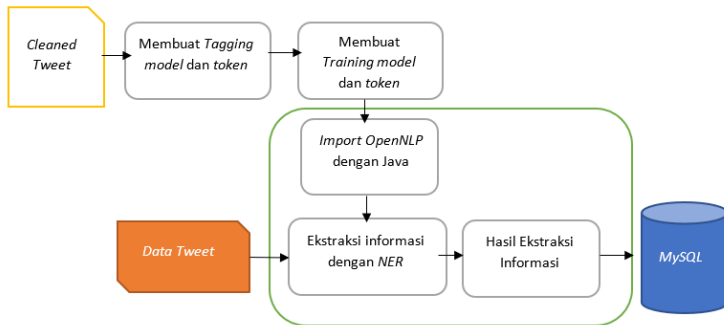 Cleaned
Tweet
Membuat Tagging
model dan token
Membuat
Training model
dan token
Import OpenNLP
dengan Java
Data Tweet
Ekstraksi informasi
dengan NER
Hasil Ekstraksi
Informasi
MySQL